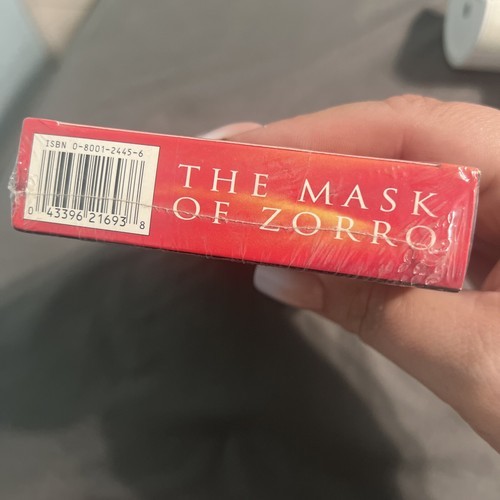 ISBN 0-8001-2445-6
0 43396 21693 8
THE MASK
OF ZORRO